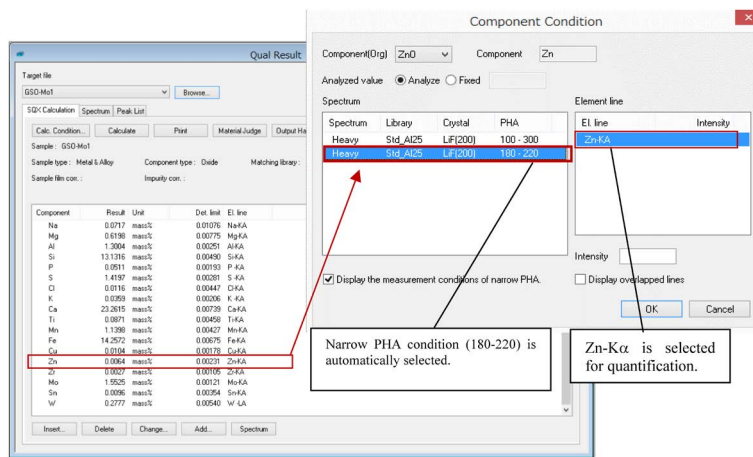 Component Condition
Component(Org) ZnO Component Zn
Analyzed value Analyze Fixed
Spectrum
Spectrum Library Crystal PHA
Heavy Std_Al25 LiF(200) 100 - 300
Heavy Std_Al25 LiF(200) 180 - 220
Element line
El. line Intensity
Zn-KA
Intensity
Display the measurement conditions of narrow PHA.
Display overlapped lines
OK Cancel
Narrow PHA condition (180-220) is
automatically selected.
Zn-Kα is selected
for quantification.
Qual Result
Target file
GSO-Mo1 Browse...
SQX Calculation Spectrum Peak List
Calc. Condition... Calculate Print Material Judge Output Ha
Sample : GSO-Mo1
Sample type : Metal & Alloy Component type : Oxide Matching library :
Sample film corr. : Impurity corr. :
Component Result Unit Det. limit El. line
Na 0.0717 mass% 0.01076 Na-KA
Mg 0.6198 mass% 0.00775 Mg-KA
Al 1.3004 mass% 0.00251 Al-KA
Si 13.1316 mass% 0.00490 Si-KA
P 0.0511 mass% 0.00193 P -KA
S 1.4197 mass% 0.00281 S -KA
Cl 0.0116 mass% 0.00447 Cl-KA
K 0.0359 mass% 0.00206 K -KA
Ca 23.2615 mass% 0.00739 Ca-KA
Ti 0.0871 mass% 0.00458 Ti-KA
Mn 1.1398 mass% 0.00427 Mn-KA
Fe 14.2572 mass% 0.00675 Fe-KA
Cu 0.0104 mass% 0.00178 Cu-KA
Zn 0.0064 mass% 0.00231 Zn-KA
Zr 0.0027 mass% 0.00105 Zr-KA
Mo 1.5525 mass% 0.00121 Mo-KA
Sn 0.0096 mass% 0.00354 Sn-KA
W 0.2777 mass% 0.00540 W -LA
Insert... Delete Change... Add... Spectrum